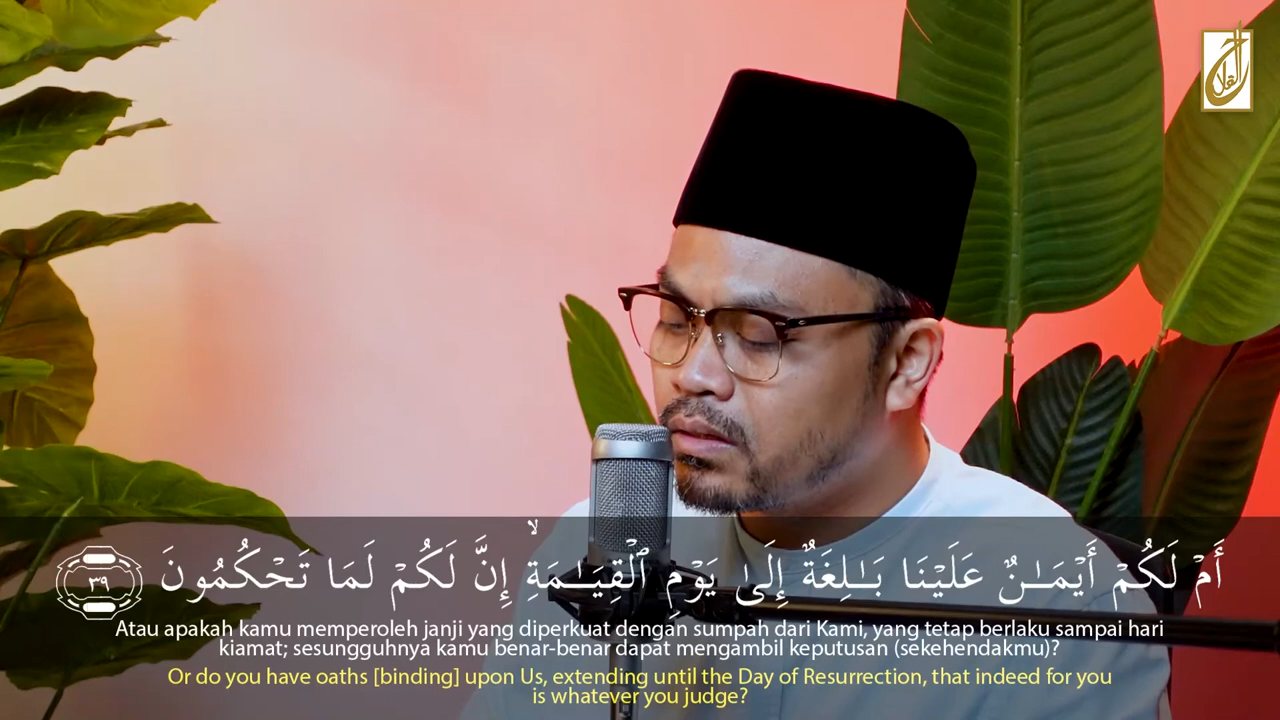 أَمْ لَكُمْ أَيْمَـٰنٌ عَلَيْنَا بَـٰلِغَةٌ إِلَىٰ يَوْمِ ٱلْقِيَـٰمَةِ ۙ إِنَّ لَكُمْ لَمَا تَحْكُمُونَ ٣٩
Atau apakah kamu memperoleh janji yang diperkuat dengan sumpah dari Kami, yang tetap berlaku sampai hari
kiamat; sesungguhnya kamu benar-benar dapat mengambil keputusan (sekehendakmu)?
Or do you have oaths [binding] upon Us, extending until the Day of Resurrection, that indeed for you
is whatever you judge?